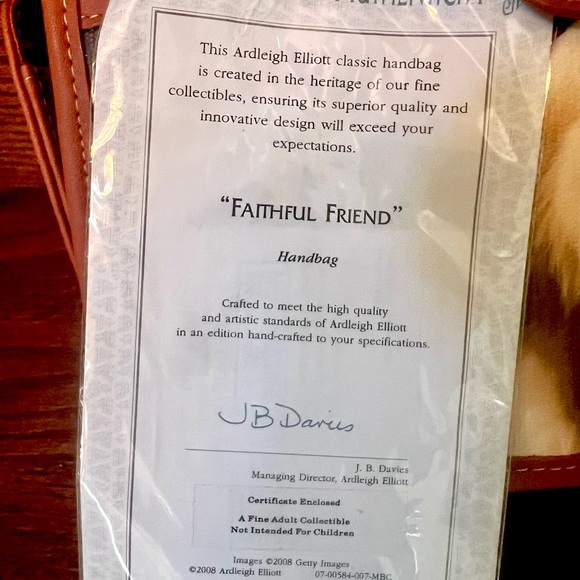 This Ardleigh Elliott classic handbag
is created in the heritage of our fine
collectibles, ensuring its superior quality and
innovative design will exceed your
expectations.
“FAITHFUL FRIEND”
Handbag
Crafted to meet the high quality
and artistic standards of Ardleigh Elliott
in an edition hand-crafted to your specifications.
JB Davies
J. B. Davies
Managing Director, Ardleigh Elliott
Certificate Enclosed
A Fine Adult Collectible
Not Intended For Children
Images ©2008 Getty Images
©2008 Ardleigh Elliott 07-00584-007-MBC